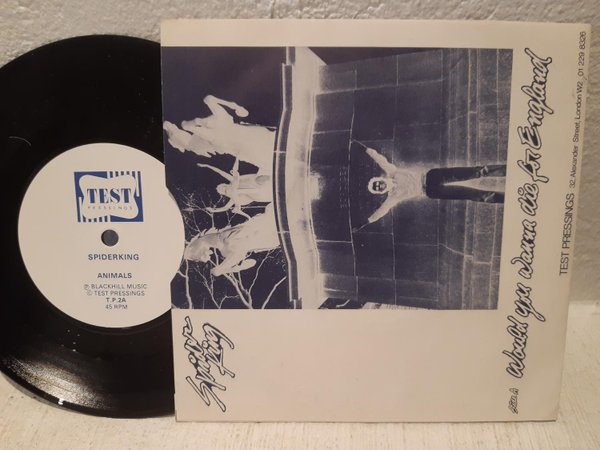 TEST
PRESSINGS
SPIDERKING
ANIMALS
Ⓟ BLACKHILL MUSIC
© TEST PRESSINGS
T.P.2A
45 RPM
Spider
King
Side A Would you wanna die for England
TEST PRESSINGS 32, Alexander Street, London W2 01 229 8326